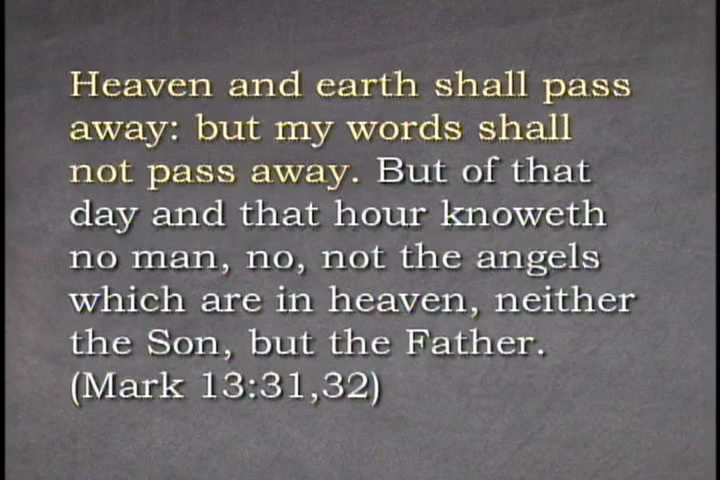 Heaven and earth shall pass
away: but my words shall
not pass away. But of that
day and that hour knoweth
no man, no, not the angels
which are in heaven, neither
the Son, but the Father.
(Mark 13:31,32)